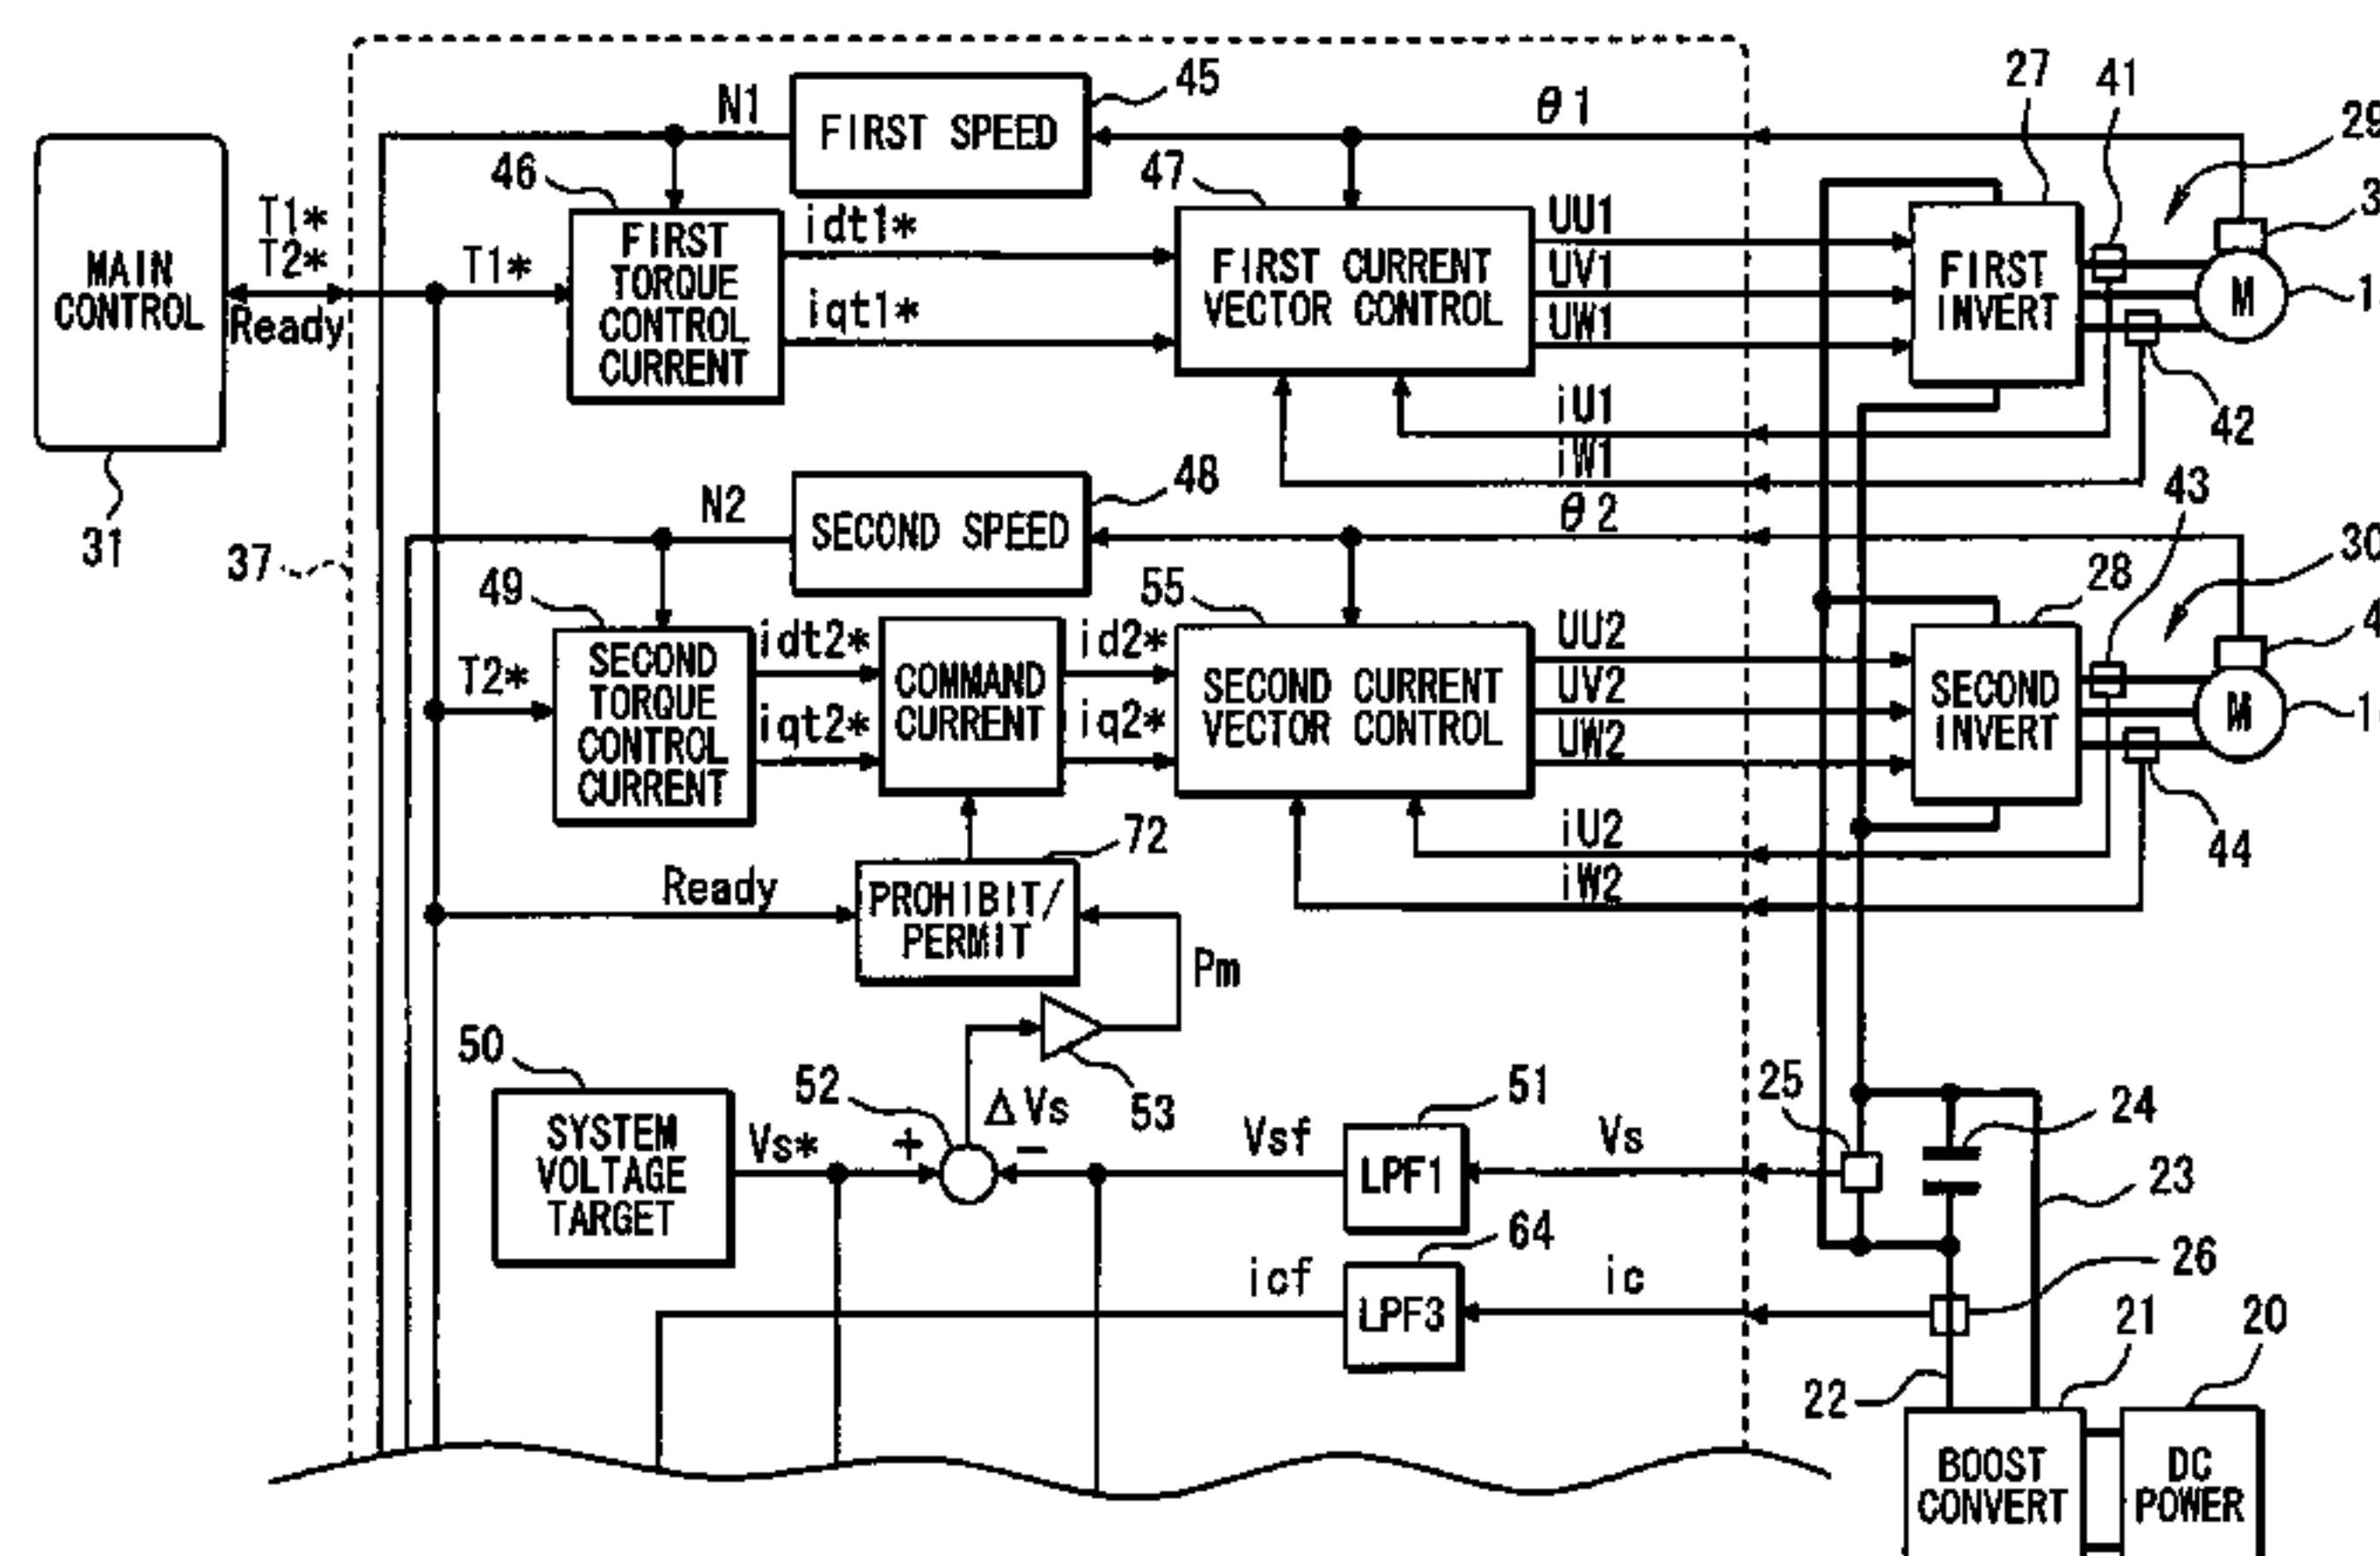 N1
FIRST SPEED
45
θ1
27
41
29
MAIN
CONTROL
31
T1*
T2*
Ready
46
T1*
FIRST
TORQUE
CONTROL
CURRENT
idt1*
iqt1*
47
FIRST CURRENT
VECTOR CONTROL
UU1
UV1
UW1
FIRST
INVERT
M
42
iU1
iW1
37
N2
SECOND SPEED
48
θ2
43
28
30
49
T2*
SECOND
TORQUE
CONTROL
CURRENT
idt2*
iqt2*
COMMAND
CURRENT
id2*
iq2*
55
SECOND CURRENT
VECTOR CONTROL
UU2
UV2
UW2
SECOND
INVERT
M
44
iU2
iW2
Ready
72
PROHIBIT/
PERMIT
Pm
53
50
SYSTEM
VOLTAGE
TARGET
Vs*
52
+
ΔVs
−
Vsf
51
LPF1
Vs
25
24
23
icf
64
LPF3
ic
26
22
21
20
BOOST
CONVERT
DC
POWER